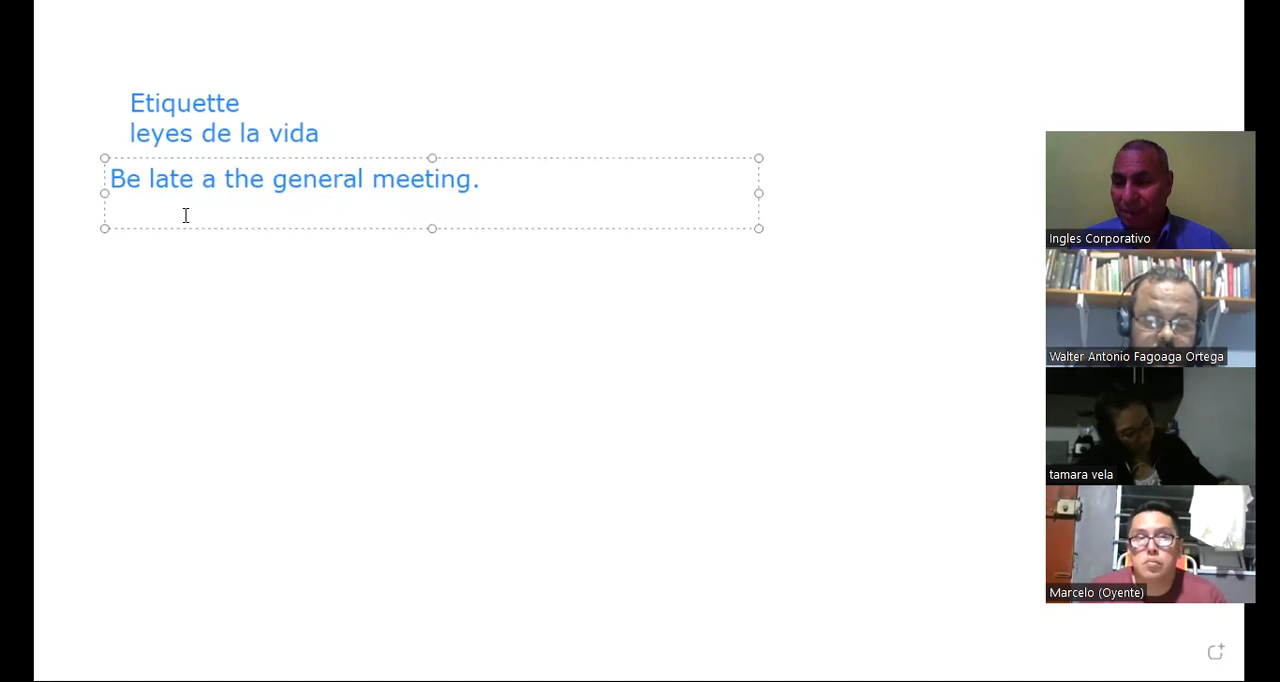 Etiquette
leyes de la vida
Be late a the general meeting.
Ingles Corporativo
Walter Antonio Fagoaga Ortega
tamara vela
Marcelo (Oyente)